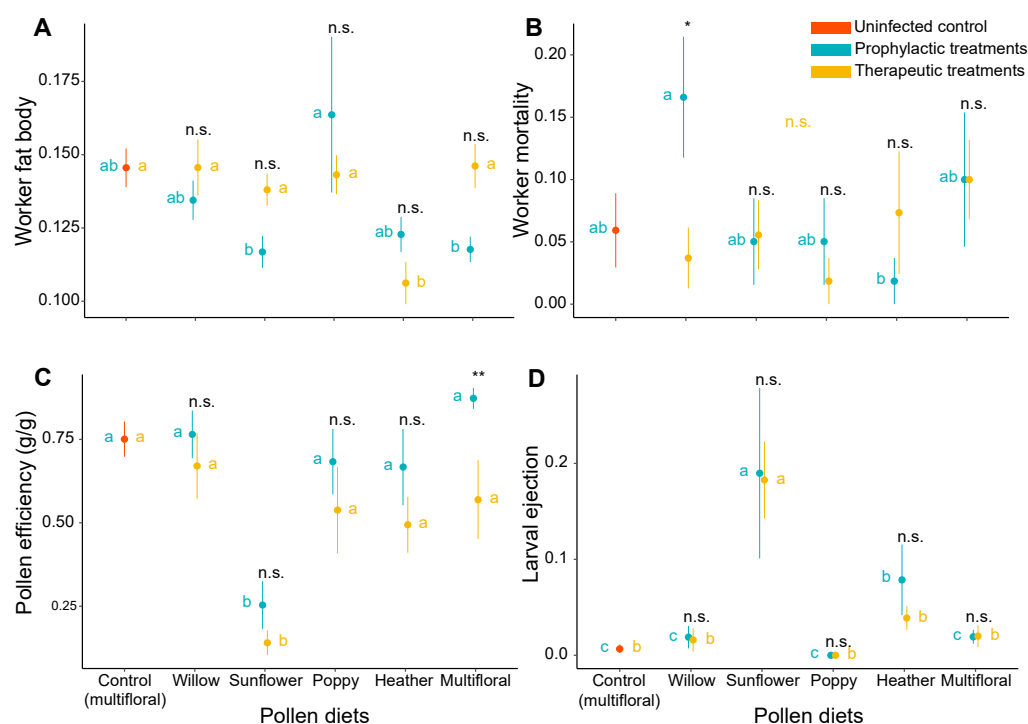 A
Worker fat body
0.175
0.150
0.125
0.100
ab
a
n.s.
a
ab
n.s.
a
b
n.s.
a
a
n.s.
ab
b
n.s.
a
b
B
Worker mortality
0.20
0.15
0.10
0.05
0.00
Uninfected control
Prophylactic treatments
Therapeutic treatments
*
a
n.s.
ab
n.s.
ab
n.s.
ab
n.s.
b
n.s.
ab
C
Pollen efficiency (g/g)
0.75
0.50
0.25
a
a
n.s.
a
a
n.s.
b
b
n.s.
a
a
n.s.
a
a
**
a
a
Control
(multifloral)
Willow
Sunflower
Poppy
Heather
Multifloral
Pollen diets
D
Larval ejection
0.2
0.1
0.0
c
b
n.s.
c
b
n.s.
a
a
n.s.
c
b
n.s.
b
b
n.s.
c
b
Control
(multifloral)
Willow
Sunflower
Poppy
Heather
Multifloral
Pollen diets